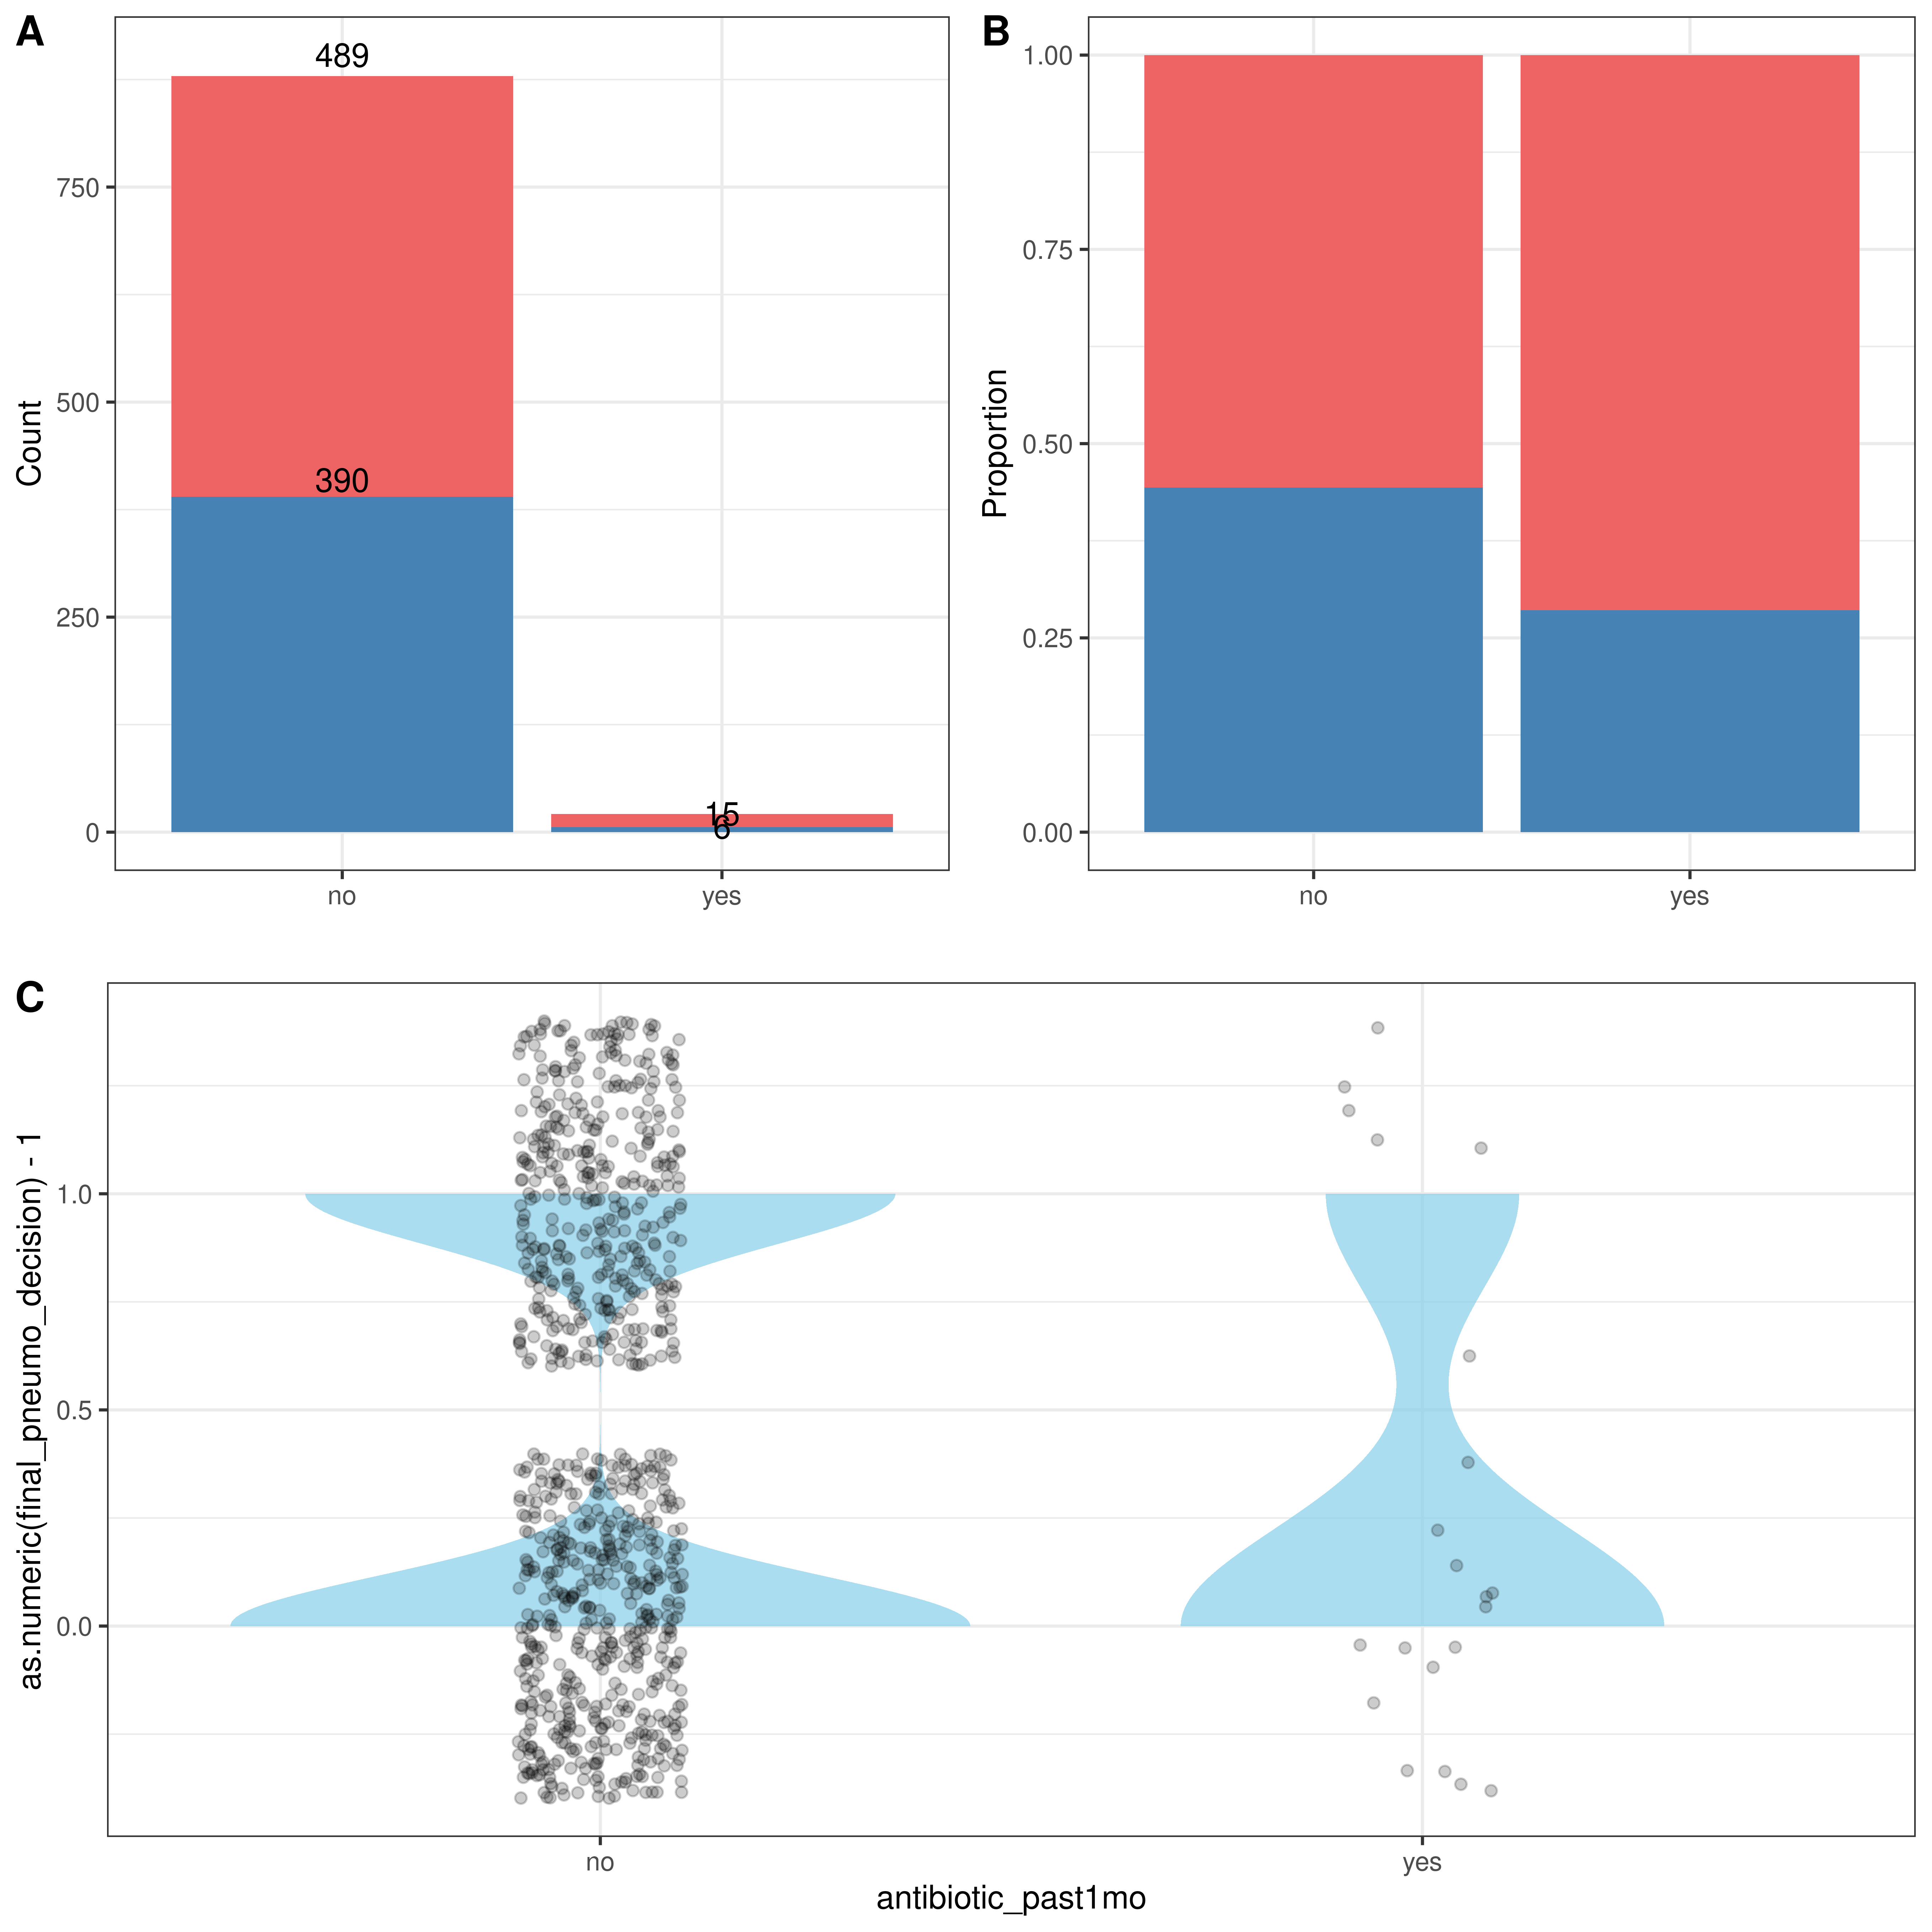 A
Count
750
500
250
0
489
390
15
6
no
yes
B
Proportion
1.00
0.75
0.50
0.25
0.00
no
yes
C
as.numeric(final_pneumo_decision) - 1
1.0
0.5
0.0
no
yes
antibiotic_past1mo